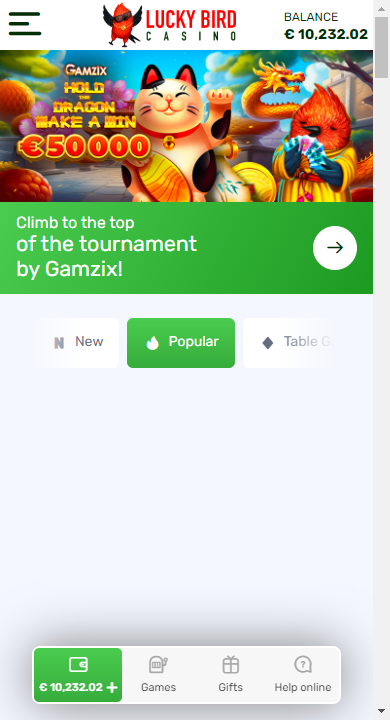 LUCKY BIRD
CASINO
BALANCE
€ 10,232.02
GAMZIX
HOLD
THE
DRAGON
MAKE A WIN
€50000
Climb to the top
of the tournament
by Gamzix!
New
Popular
Table G
€ 10,232.02 +
Games
Gifts
Help online